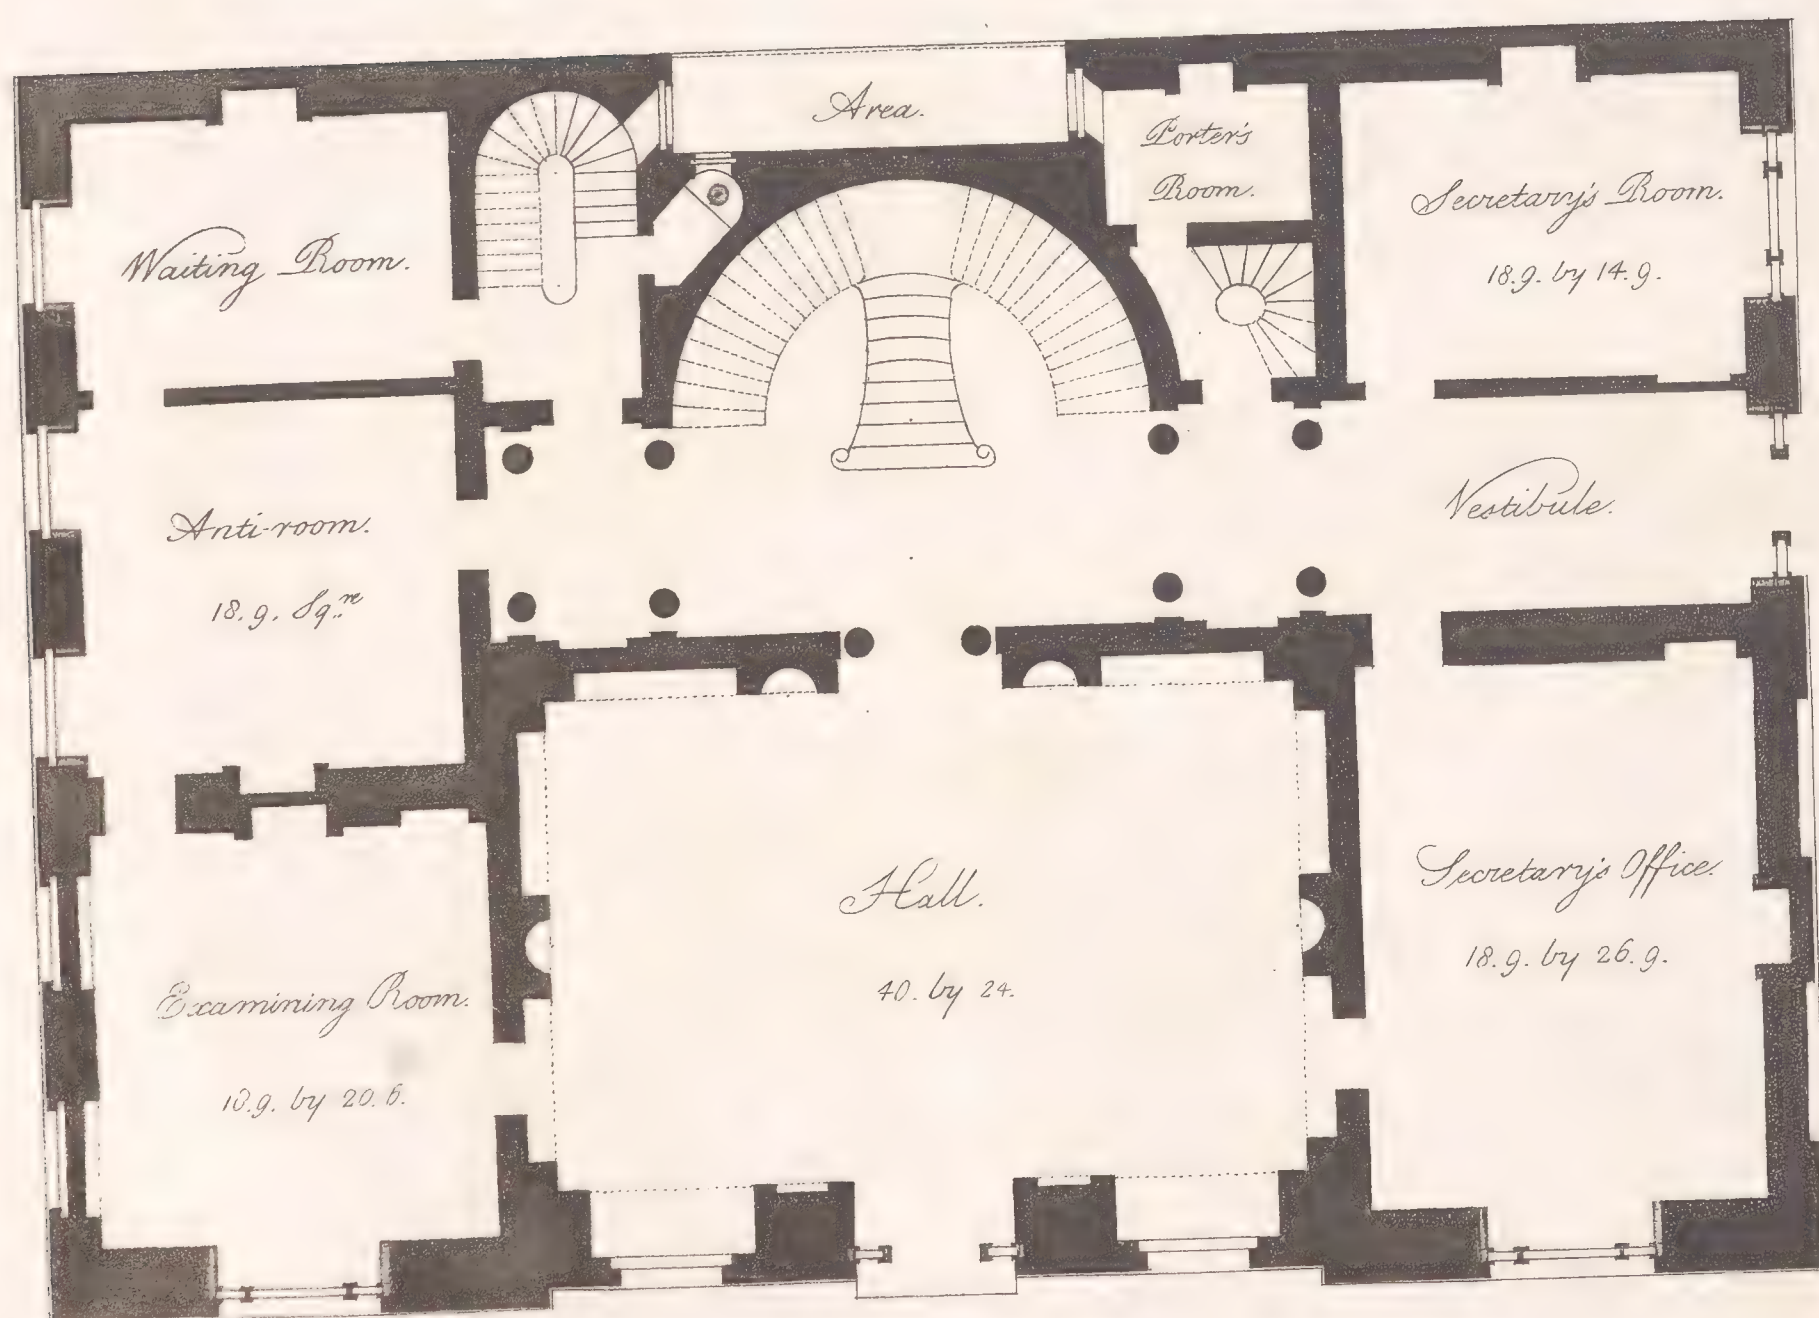 Area.
Porter's
Room.
Secretary's Room.
18.9. by 14.9.
Waiting Room.
Vestibule.
Anti-room.
18.9. Sq.re
Hall.
40. by 24.
Secretary's Office.
18.9. by 26.9.
Examining Room.
18.9. by 20.6.